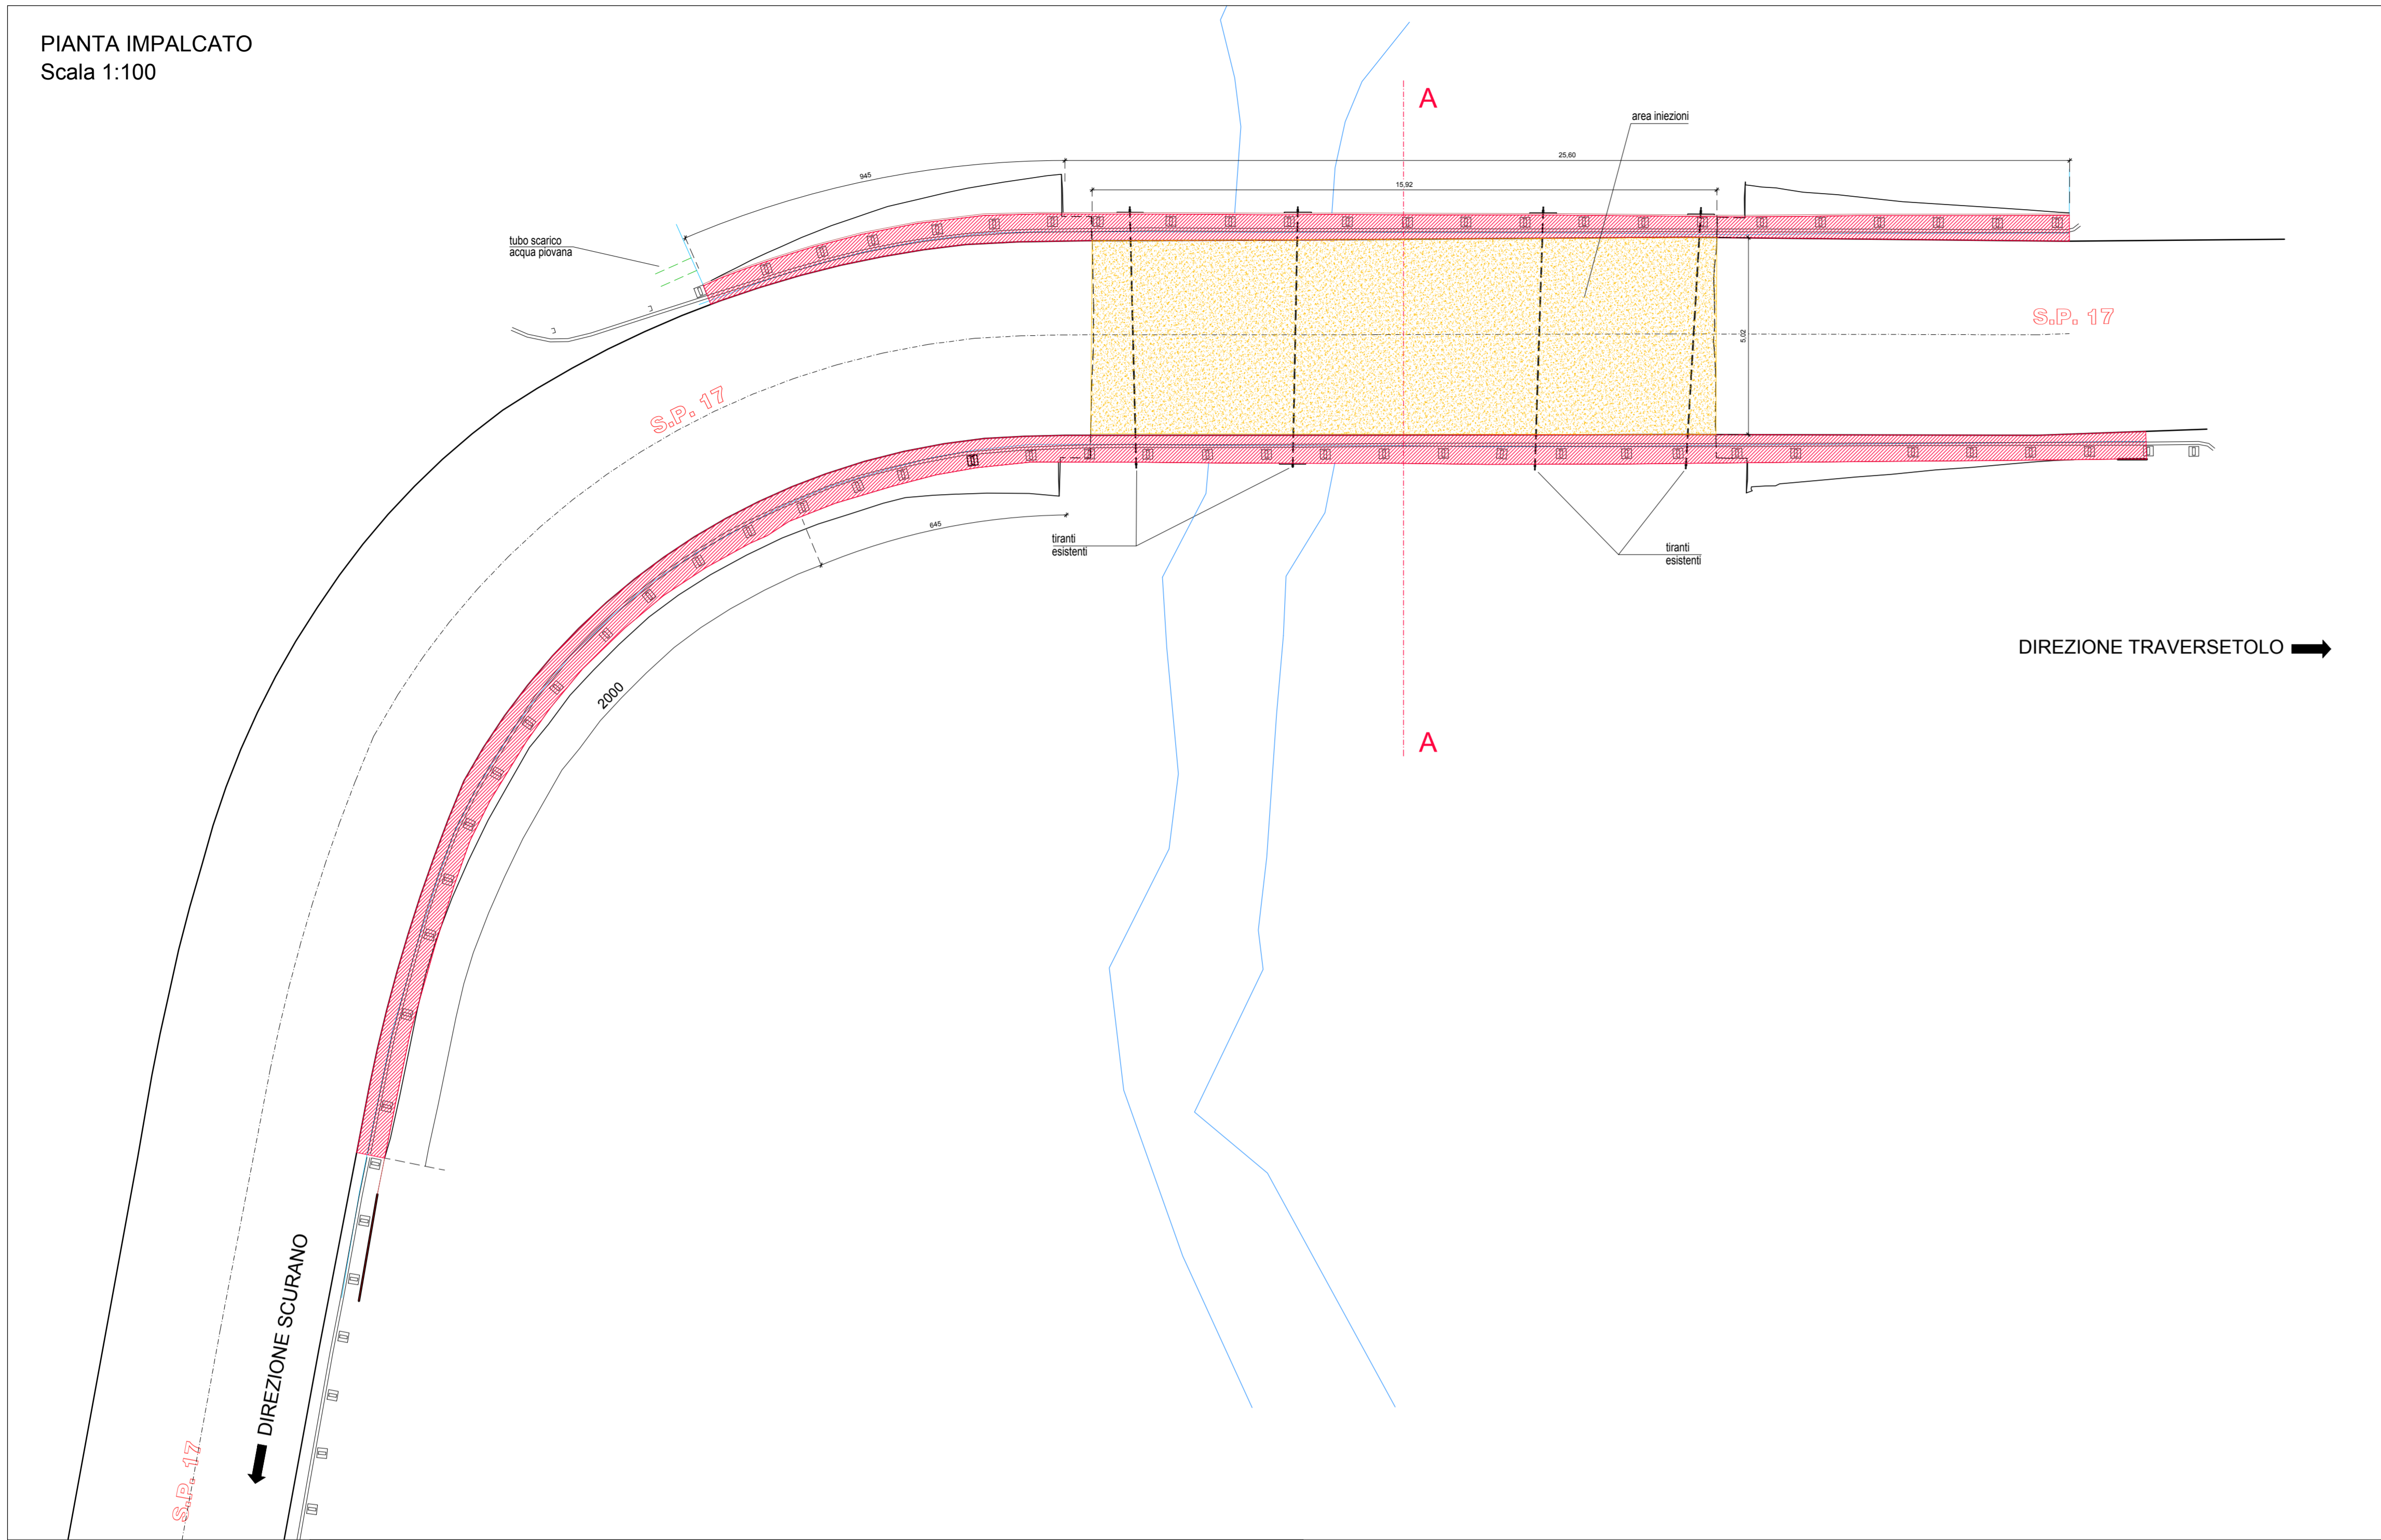 PIANTA IMPALCATO
Scala 1:100
A
area iniezioni
25,60
945
15,92
tubo scarico
acqua piovana
S.P. 17
5,02
S.P. 17
645
tiranti
esistenti
tiranti
esistenti
DIREZIONE TRAVERSETOLO
2000
A
DIREZIONE SCURANO
S.P. 17